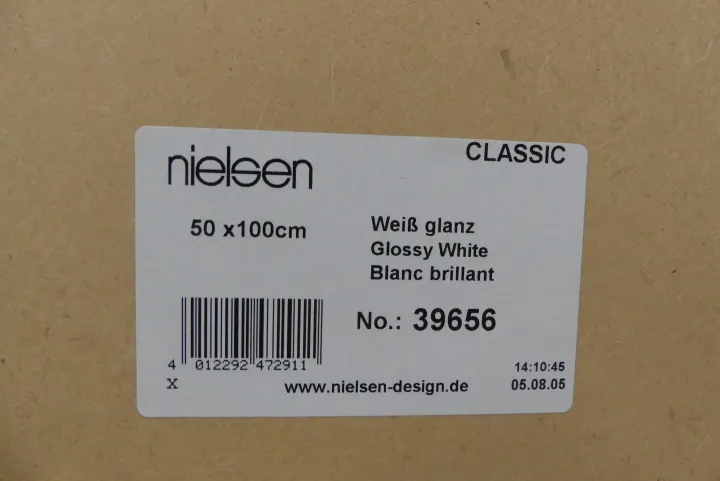 nielsen
CLASSIC
50 x100cm
Weiß glanz
Glossy White
Blanc brillant
No.: 39656
4 012292 472911
X
www.nielsen-design.de
14:10:45
05.08.05